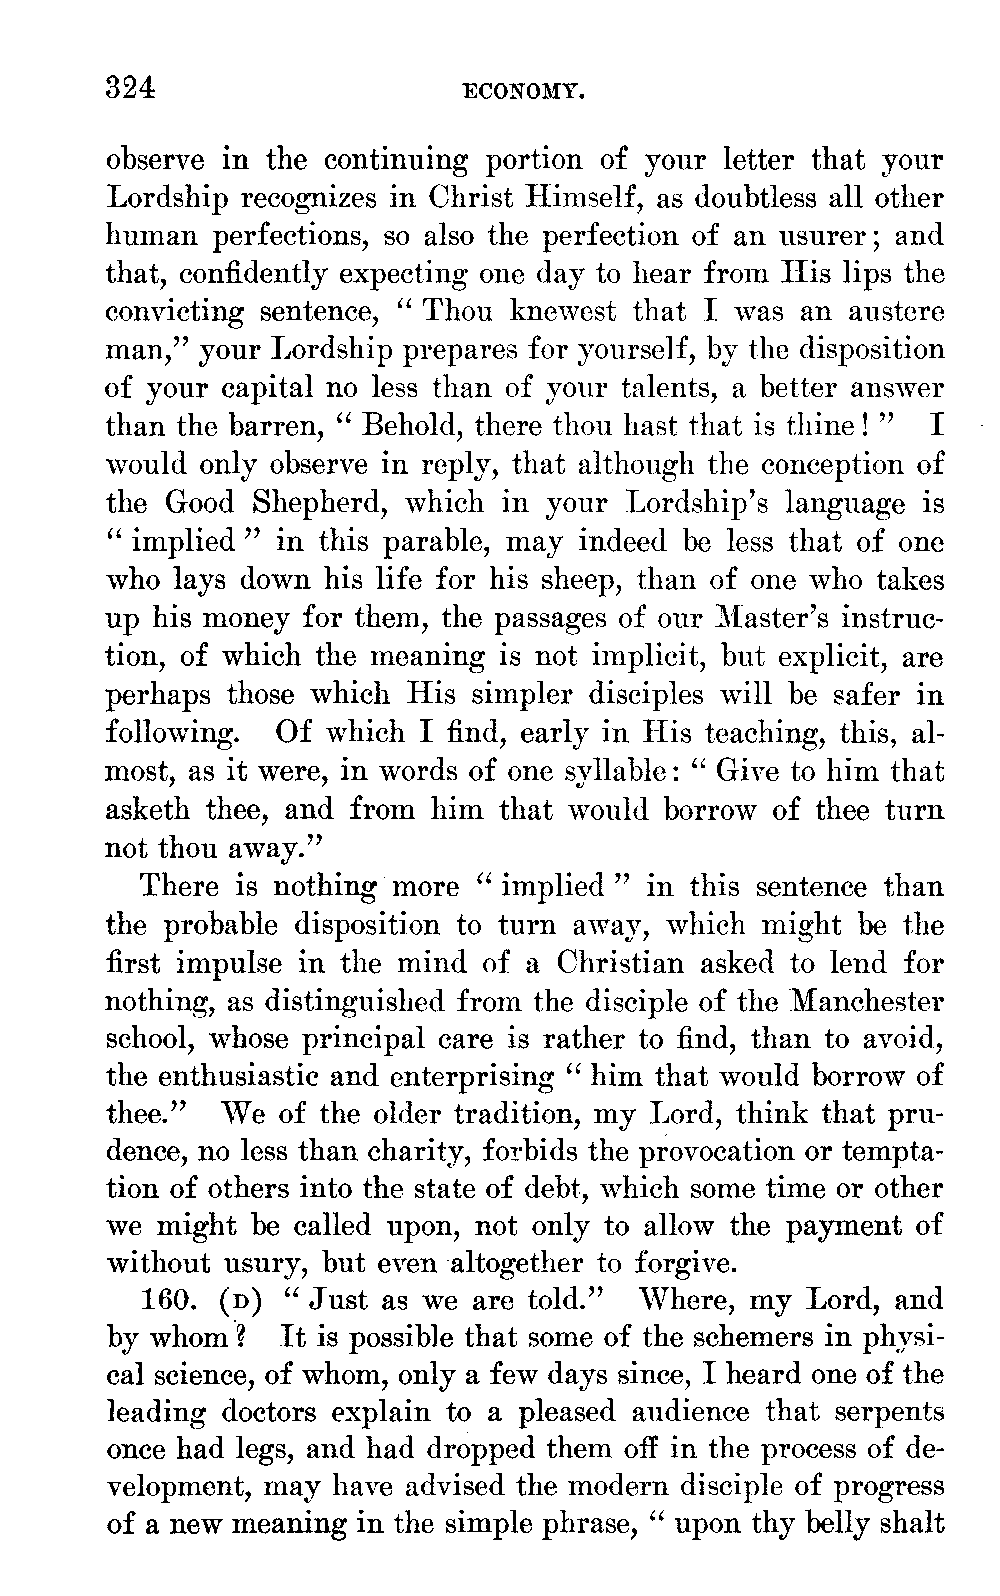 324 ECONOMY.
observe in the continuing portion of your letter that your
Lordship recognizes in Christ Himself, as doubtless all other
human perfections, so also the perfection of an usurer; and
that, confidently expecting one day to hear from His lips the
convicting sentence, “ Thou knewest that I was an austere
man,” your Lordship prepares for yourself, by the disposition
of your capital no less than of your talents, a better answer
than the barren, “ Behold, there thou hast that is thine! ” I
would only observe in reply, that although the conception of
the Good Shepherd, which in your Lordship’s language is
“ implied ” in this parable, may indeed be less that of one
who lays down his life for his sheep, than of one who takes
up his money for them, the passages of our Master’s instruc-
tion, of which the meaning is not implicit, but explicit, are
perhaps those which His simpler disciples will be safer in
following. Of which I find, early in His teaching, this, al-
most, as it were, in words of one syllable: “ Give to him that
asketh thee, and from him that would borrow of thee turn
not thou away.”
There is nothing more “ implied ” in this sentence than
the probable disposition to turn away, which might be the
first impulse in the mind of a Christian asked to lend for
nothing, as distinguished from the disciple of the Manchester
school, whose principal care is rather to find, than to avoid,
the enthusiastic and enterprising “ him that would borrow of
thee.” We of the older tradition, my Lord, think that pru-
dence, no less than charity, forbids the provocation or tempta-
tion of others into the state of debt, which some time or other
we might be called upon, not only to allow the payment of
without usury, but even altogether to forgive.
160. (D) “ Just as we are told.” Where, my Lord, and
by whom? It is possible that some of the schemers in physi-
cal science, of whom, only a few days since, I heard one of the
leading doctors explain to a pleased audience that serpents
once had legs, and had dropped them off in the process of de-
velopment, may have advised the modern disciple of progress
of a new meaning in the simple phrase, “ upon thy belly shalt